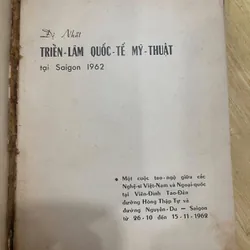 Đệ Nhất
TRIỂN-LÃM QUỐC-TẾ MỸ-THUẬT
tại Saigon 1962
• Một cuộc tao-ngộ giữa các
Nghệ-sĩ Việt-Nam và Ngoại-quốc
tại Viên-Đình Tao-Đàn
đường Hồng Thập Tự và
đường Nguyễn-Du — Saigon
từ 26-10 đến 15-11-1962